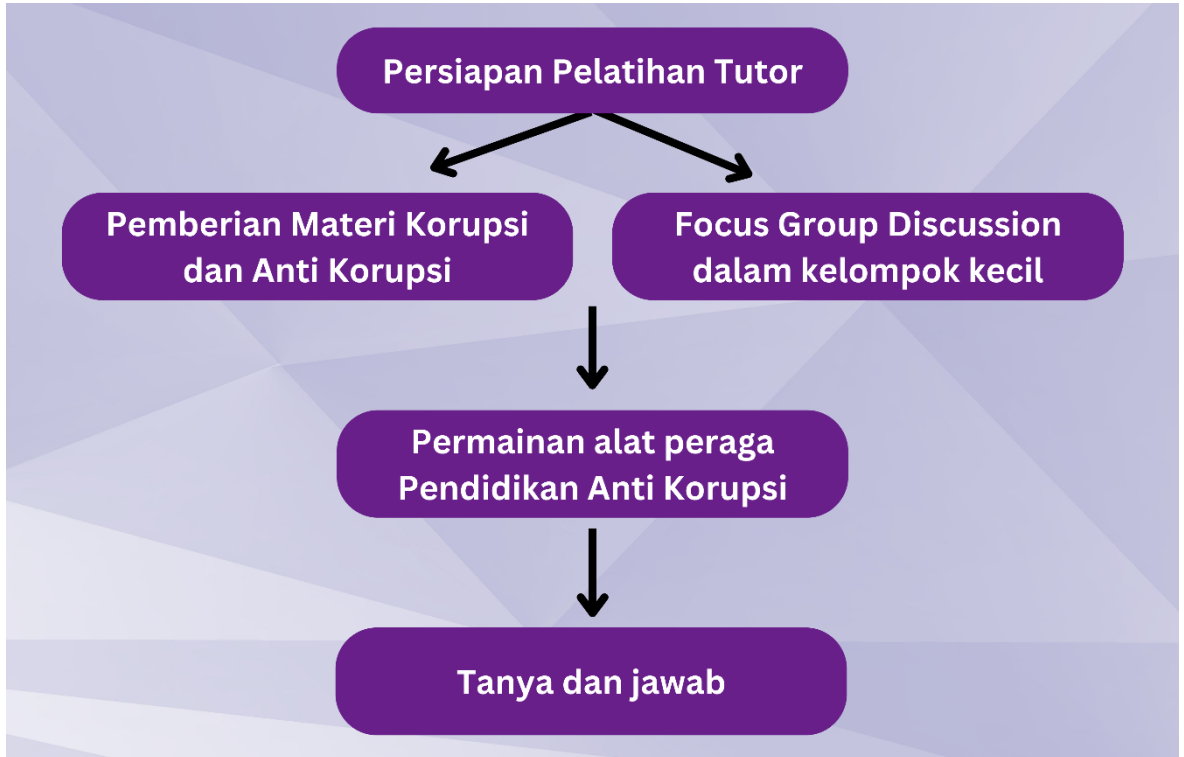 Persiapan Pelatihan Tutor
Pemberian Materi Korupsi
dan Anti Korupsi
Focus Group Discussion
dalam kelompok kecil
Permainan alat peraga
Pendidikan Anti Korupsi
Tanya dan jawab